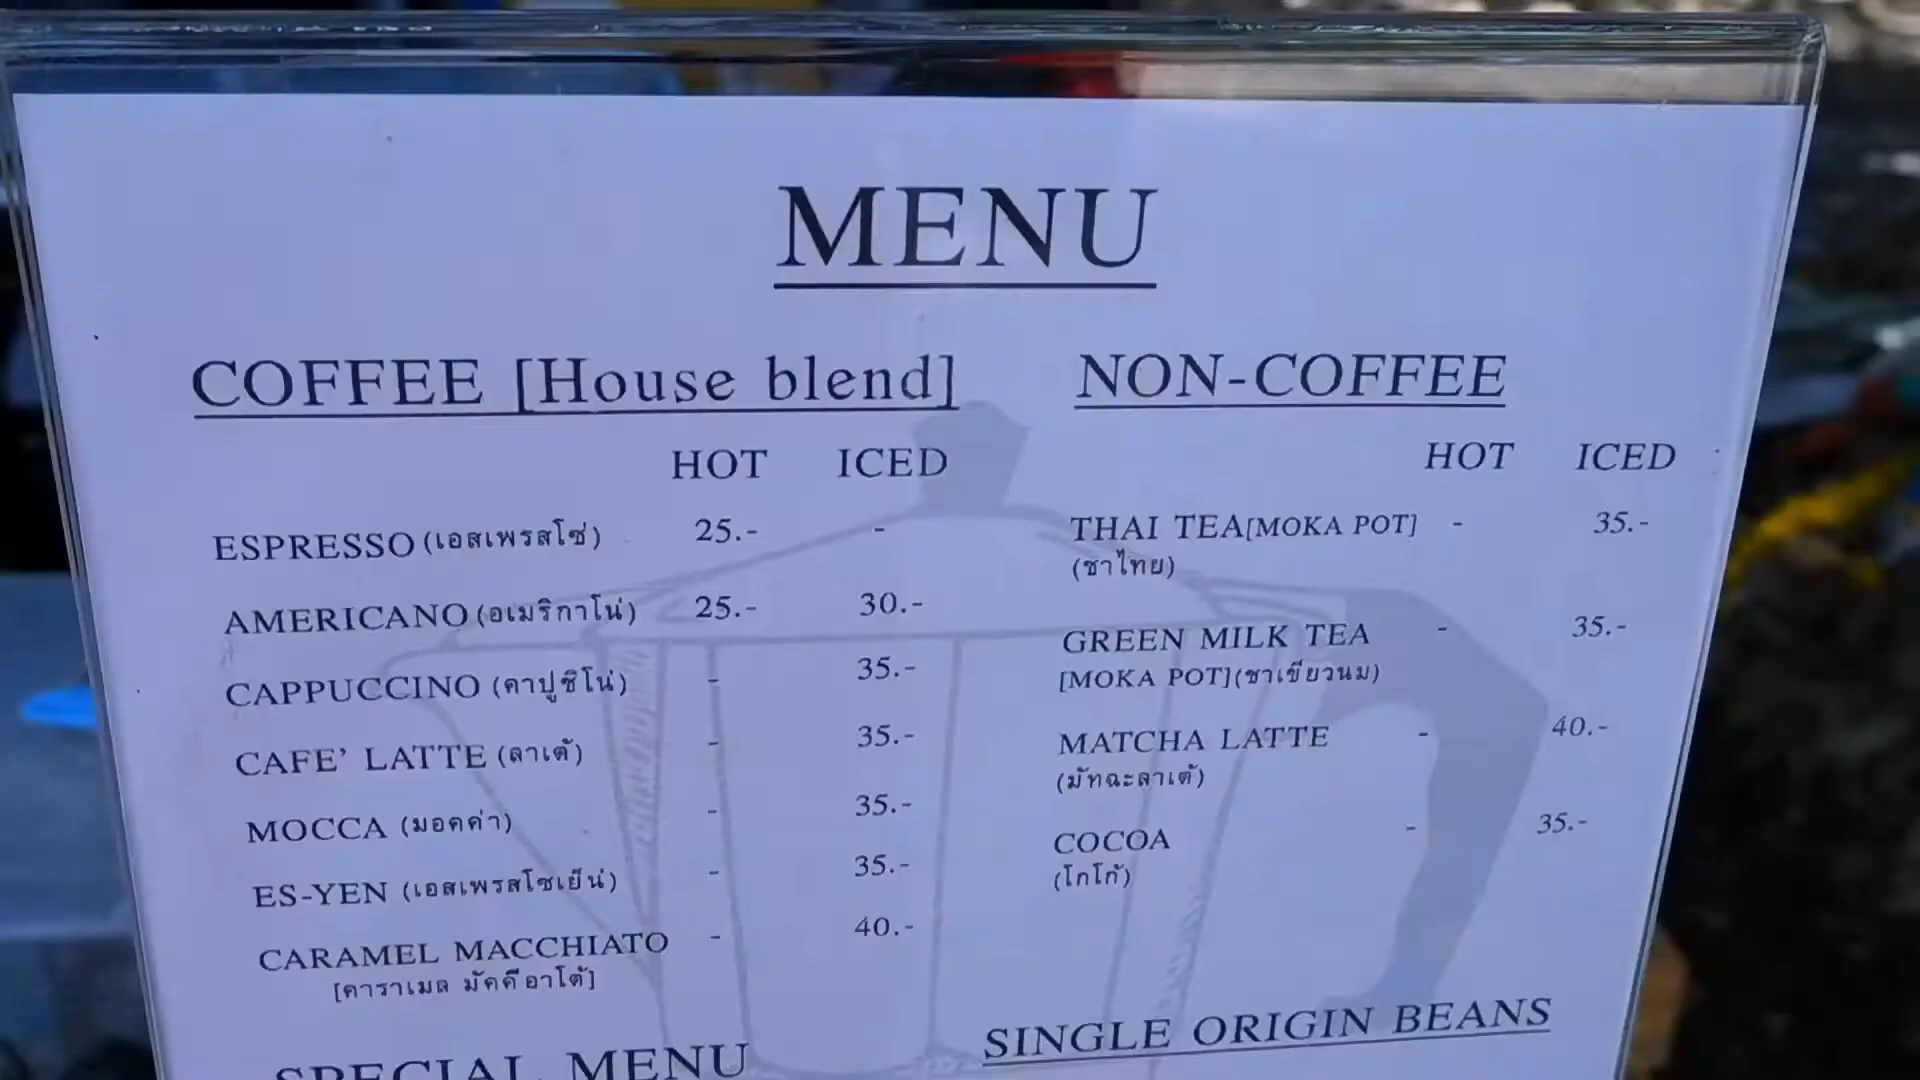 MENU
COFFEE [House blend]
HOT ICED
ESPRESSO (เอสเพรสโซ่) 25.- -
AMERICANO (อเมริกาโน่) 25.- 30.-
CAPPUCCINO (คาปูชิโน่) - 35.-
CAFE’ LATTE (ลาเต้) - 35.-
MOCCA (มอคค่า) - 35.-
ES-YEN (เอสเพรสโซเย็น่) - 35.-
CARAMEL MACCHIATO - 40.-
[คาราเมล มัคคีอาโต้]
SPECIAL MENU
NON-COFFEE
HOT ICED
THAI TEA[MOKA POT] - 35.-
(ชาไทย)
GREEN MILK TEA - 35.-
[MOKA POT](ชาเขียวนม)
MATCHA LATTE - 40.-
(มัทฉะลาเต้)
COCOA - 35.-
(โกโก้)
SINGLE ORIGIN BEANS